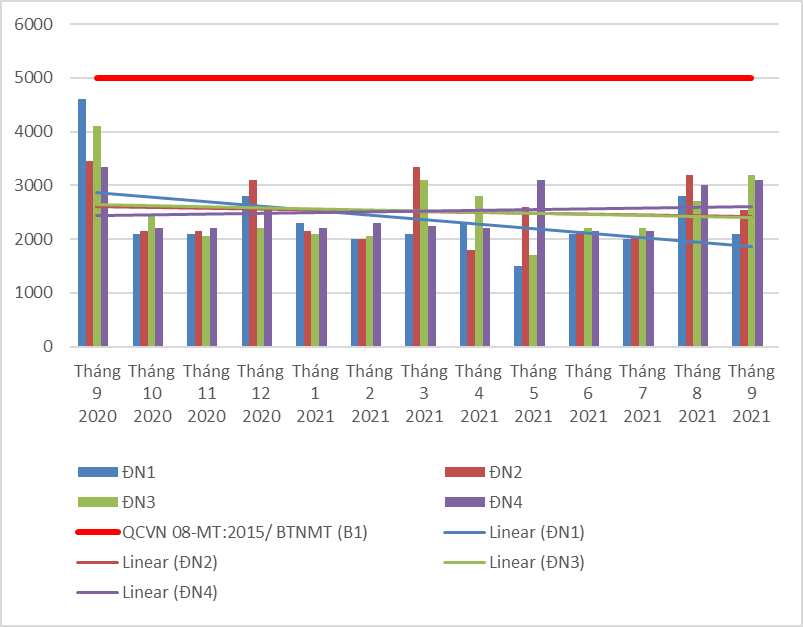 6000
5000
4000
3000
2000
1000
0
Tháng Tháng Tháng Tháng Tháng Tháng Tháng Tháng Tháng Tháng Tháng Tháng Tháng
9 10 11 12 1 2 3 4 5 6 7 8 9
2020 2020 2020 2020 2021 2021 2021 2021 2021 2021 2021 2021 2021
ĐN1 ĐN2
ĐN3 ĐN4
QCVN 08-MT:2015/ BTNMT (B1) Linear (ĐN1)
Linear (ĐN2) Linear (ĐN3)
Linear (ĐN4)